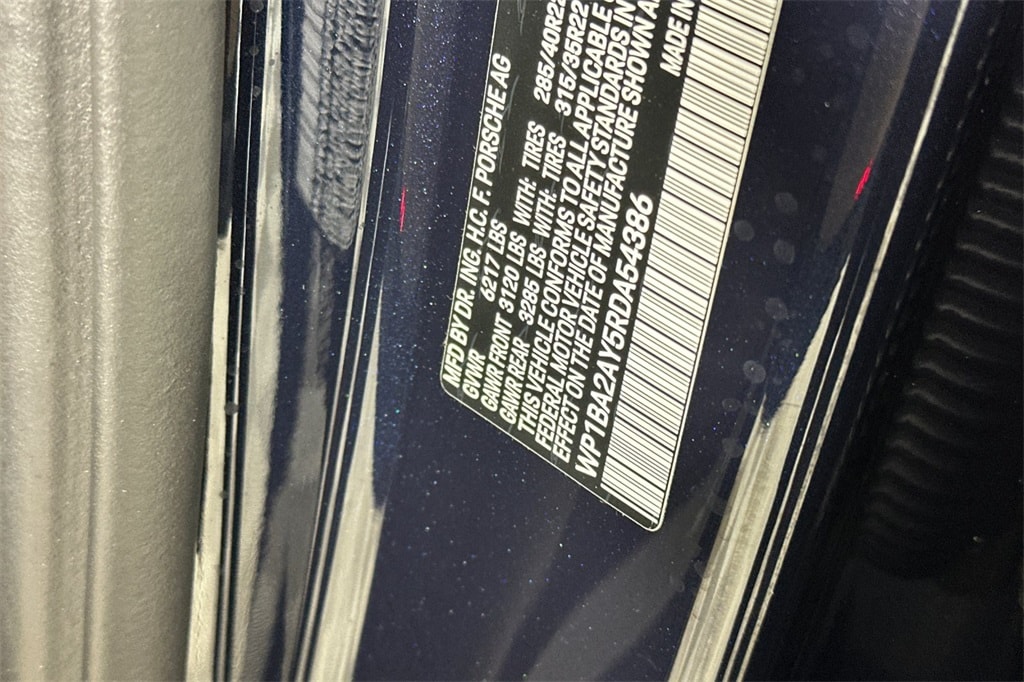 MFD BY DR. ING. H.C. F. PORSCHE AG
GVWR 6217 LBS
GAWR FRONT 3120 LBS WITH: TIRES 285/40R22
GAWR REAR 3285 LBS WITH: TIRES 315/35R22
THIS VEHICLE CONFORMS TO ALL APPLICABLE
FEDERAL MOTOR VEHICLE SAFETY STANDARDS IN
EFFECT ON THE DATE OF MANUFACTURE SHOWN A
WP1BA2AY5RDA54386 MADE IN